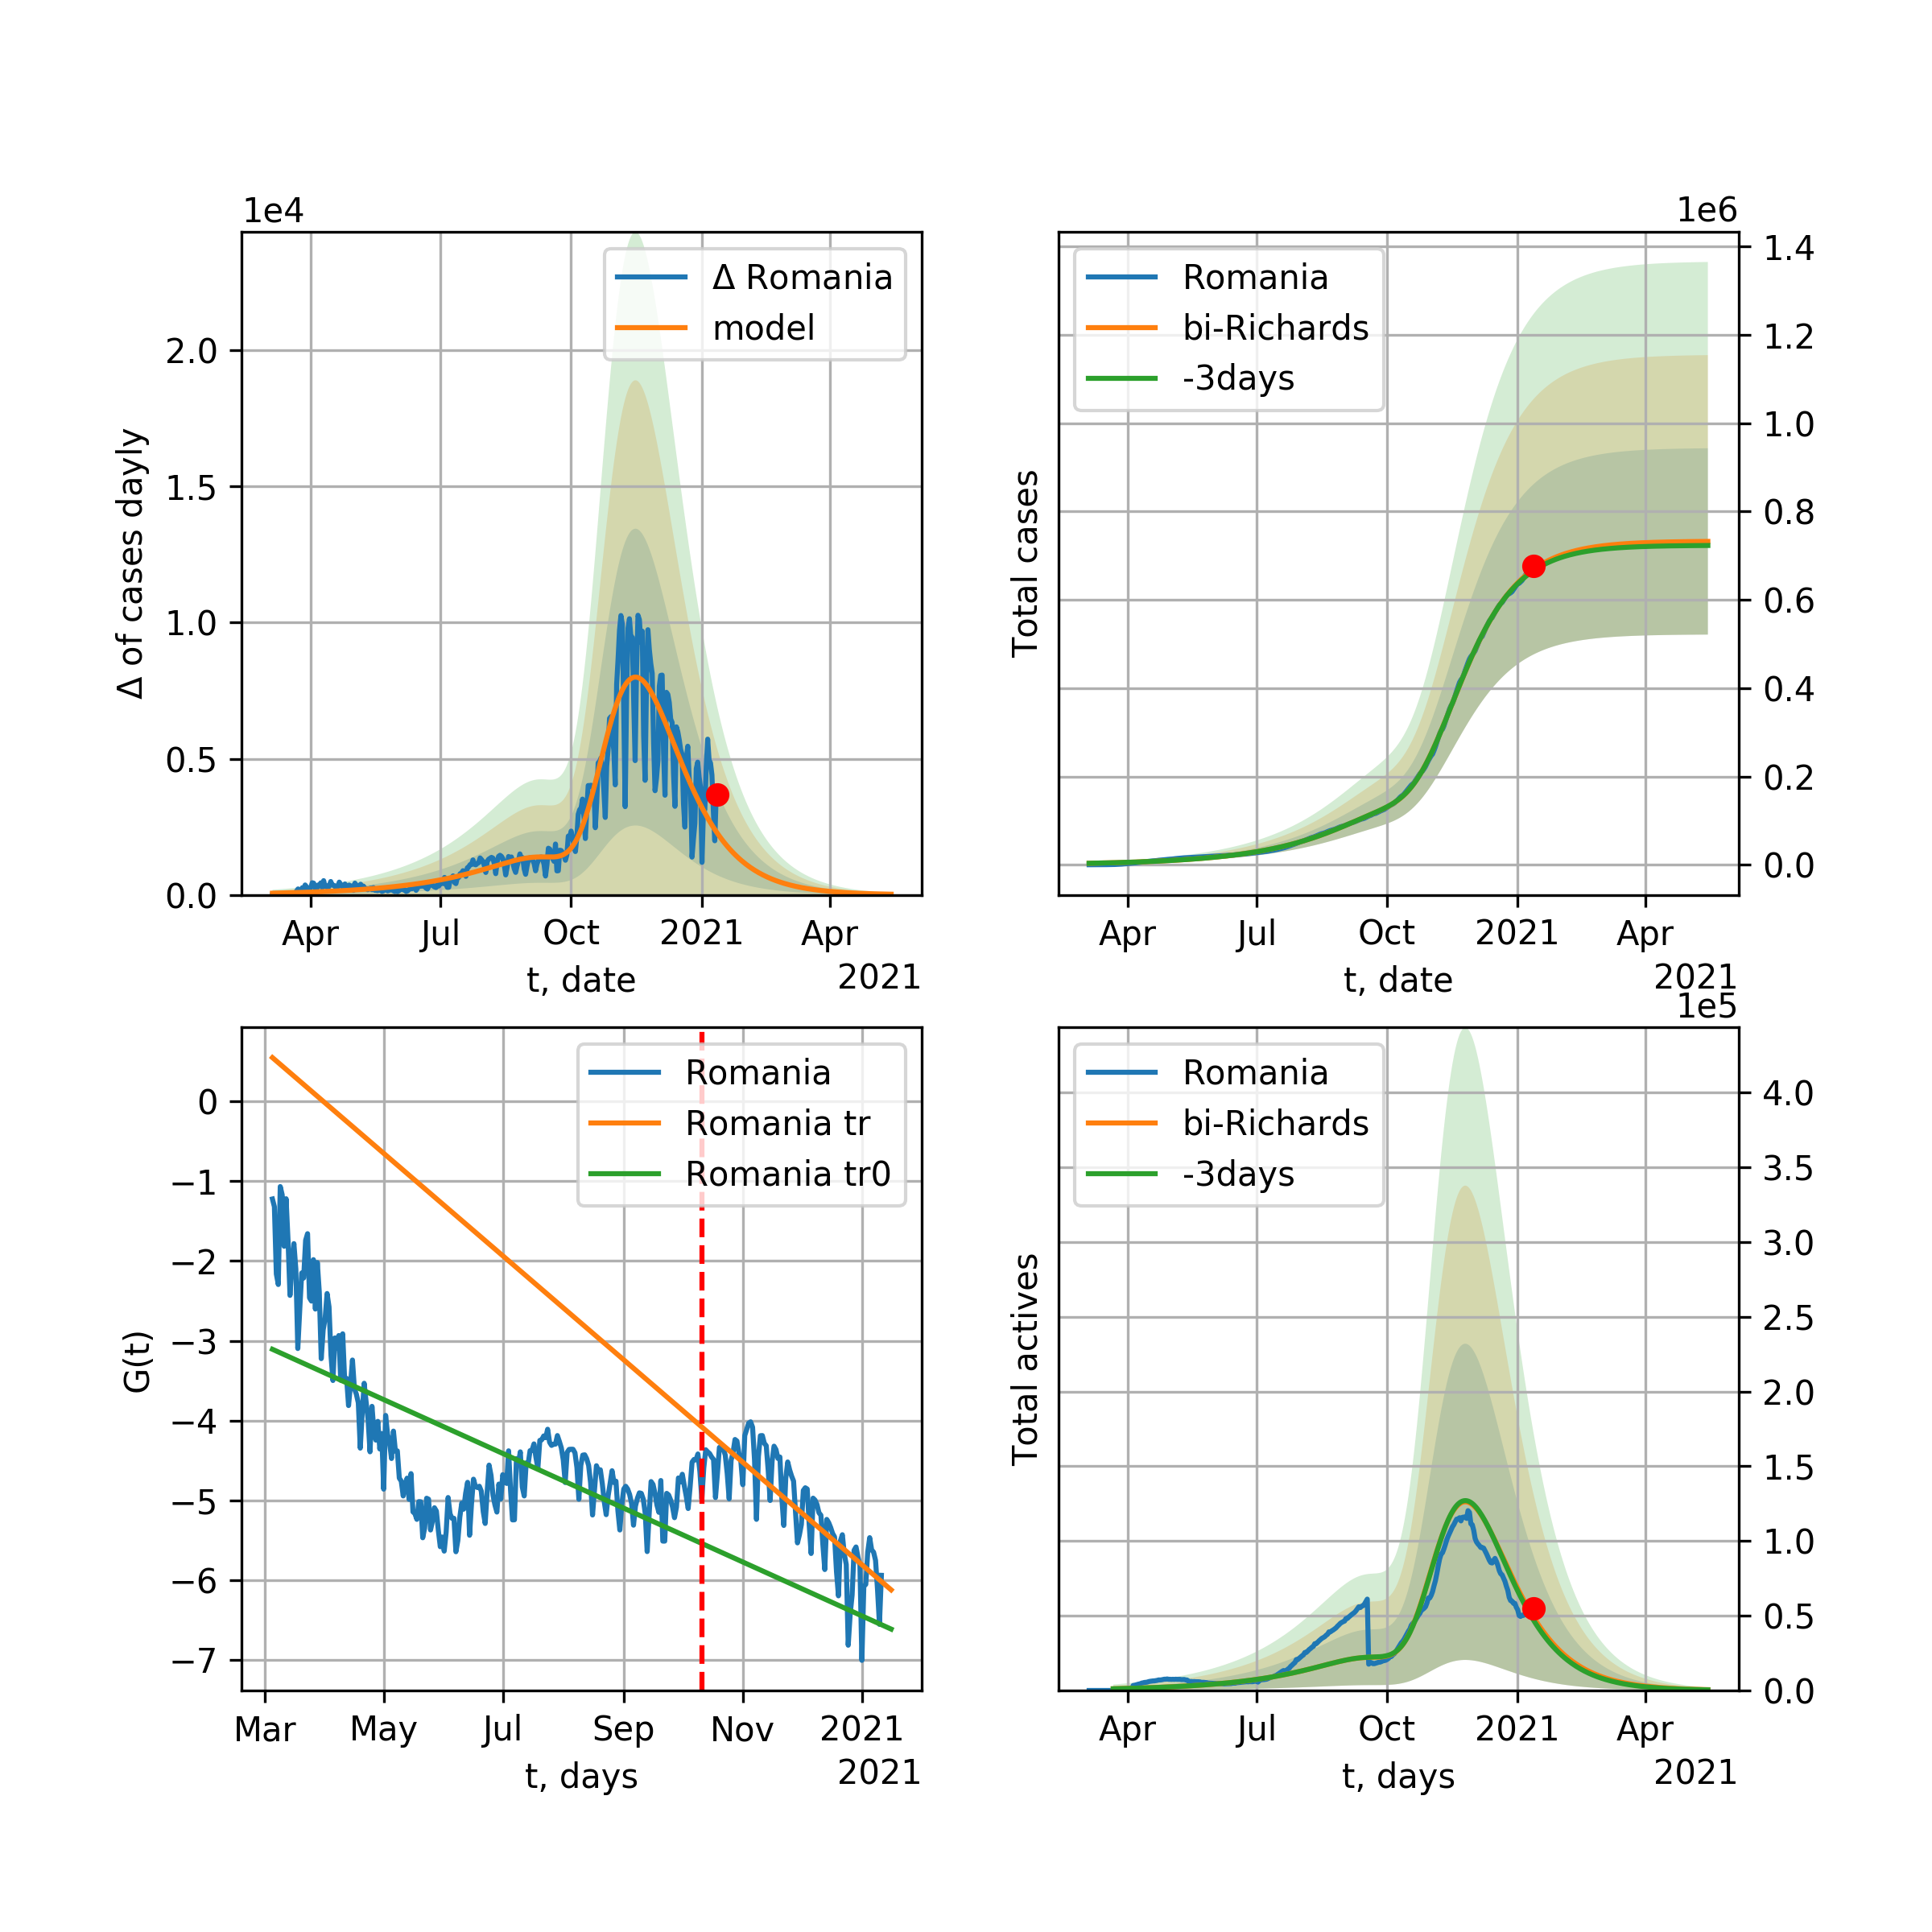 1e4
Δ of cases dayly
2.0
1.5
1.0
0.5
0.0
Δ Romania
model
Apr Jul Oct 2021 Apr
t, date
2021
1e6
Total cases
Romania
bi-Richards
-3days
1.4
1.2
1.0
0.8
0.6
0.4
0.2
0.0
Apr Jul Oct 2021 Apr
t, date
2021
G(t)
0
−1
−2
−3
−4
−5
−6
−7
Romania
Romania tr
Romania tr0
Mar May Jul Sep Nov 2021
t, days
2021
1e5
Total actives
Romania
bi-Richards
-3days
4.0
3.5
3.0
2.5
2.0
1.5
1.0
0.5
0.0
Apr Jul Oct 2021 Apr
t, days
2021